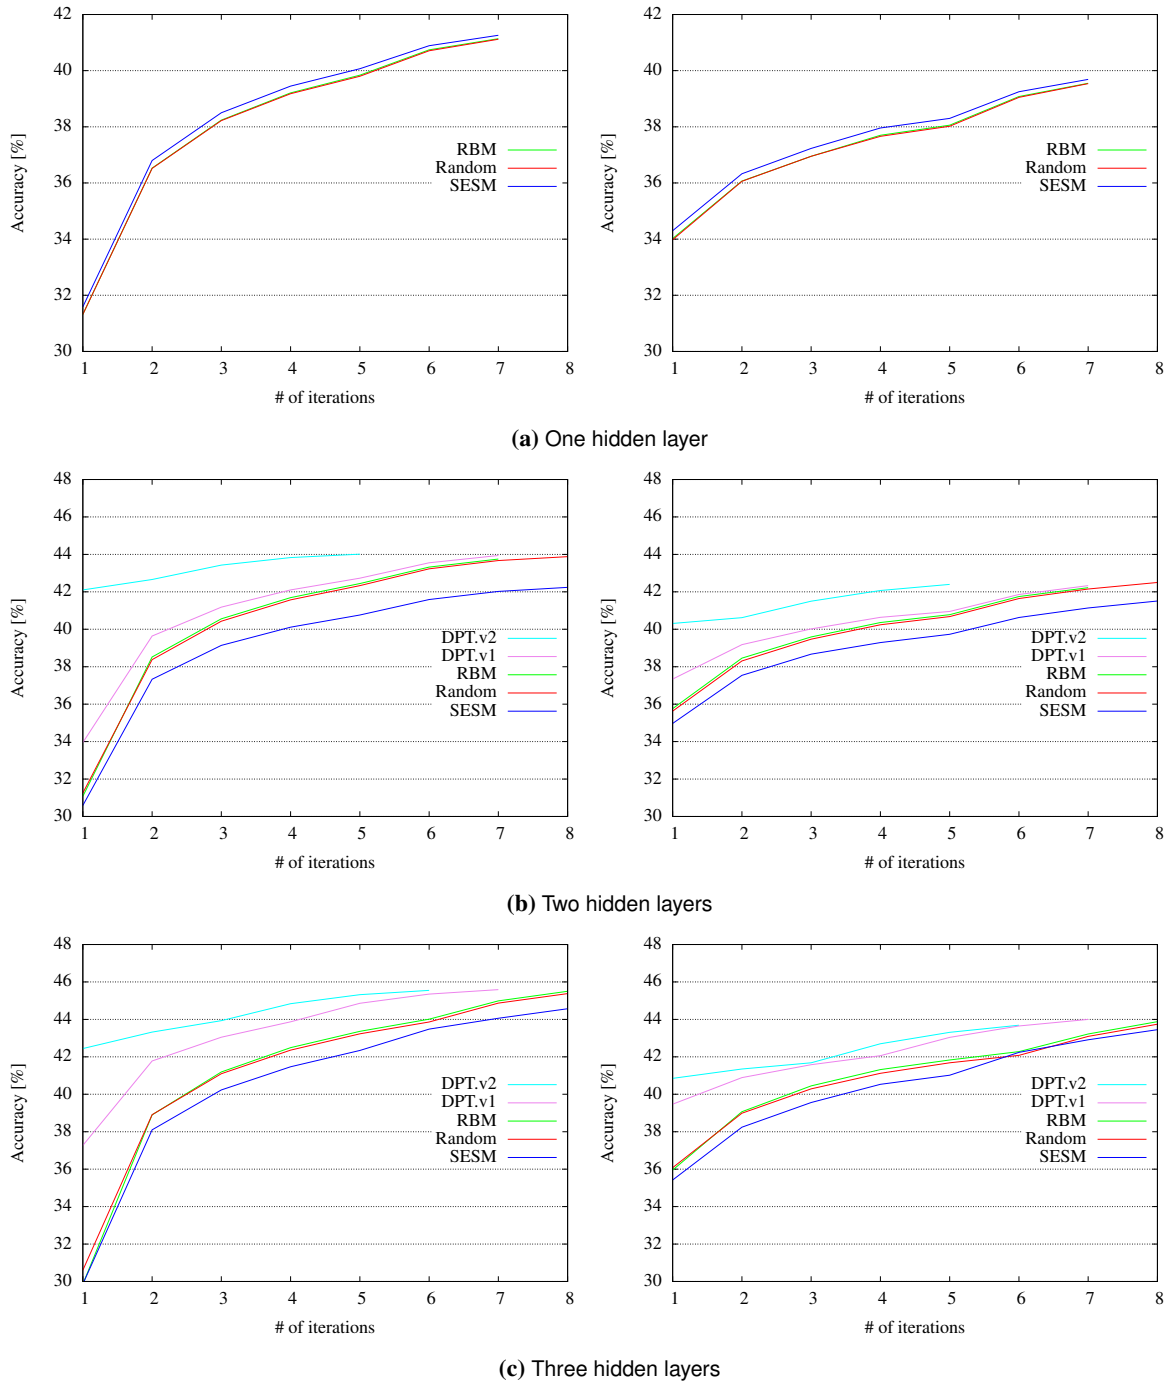 42
40
38
36
34
32
30
Accuracy [%]
RBM
Random
SESM
1 2 3 4 5 6 7 8
# of iterations
42
40
38
36
34
32
30
Accuracy [%]
RBM
Random
SESM
1 2 3 4 5 6 7 8
# of iterations
(a) One hidden layer
48
46
44
42
40
38
36
34
32
30
Accuracy [%]
DPT.v2
DPT.v1
RBM
Random
SESM
1 2 3 4 5 6 7 8
# of iterations
48
46
44
42
40
38
36
34
32
30
Accuracy [%]
DPT.v2
DPT.v1
RBM
Random
SESM
1 2 3 4 5 6 7 8
# of iterations
(b) Two hidden layers
48
46
44
42
40
38
36
34
32
30
Accuracy [%]
DPT.v2
DPT.v1
RBM
Random
SESM
1 2 3 4 5 6 7 8
# of iterations
48
46
44
42
40
38
36
34
32
30
Accuracy [%]
DPT.v2
DPT.v1
RBM
Random
SESM
1 2 3 4 5 6 7 8
# of iterations
(c) Three hidden layers